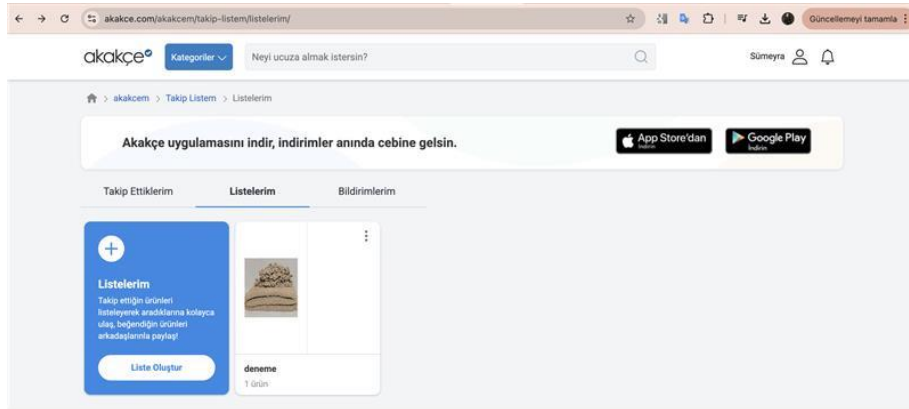 akakce.com/akakcem/takip-listem/listelerim/
Güncellemeyi tamamla
akakçe
Kategoriler
Neyi ucuza almak istersin?
Sümeyra
> akakcem > Takip Listem > Listelerim
Akakçe uygulamasını indir, indirimler anında cebine gelsin.
App Store'dan
İndirin
Google Play
İndirin
Takip Ettiklerim
Listelerim
Bildirimlerim
Listelerim
Takip ettiğin ürünleri
listeleyerek aradıklarına kolayca
ulaş, beğendiğin ürünleri
arkadaşlarınla paylaş!
Liste Oluştur
deneme
1 ürün